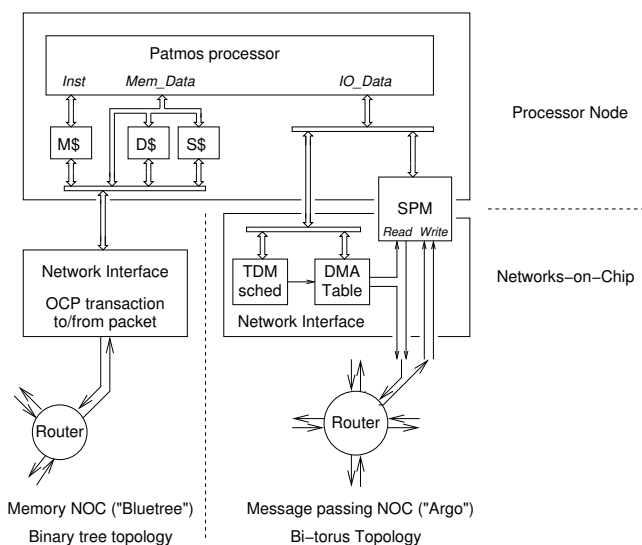 Patmos processor
Inst Mem_Data IO_Data
Processor Node
M$ D$ S$
SPM
Read Write
Network Interface
OCP transaction
to/from packet
TDM
sched
DMA
Table
Network Interface
Networks−on−Chip
Router
Router
Memory NOC ("Bluetree")
Binary tree topology
Message passing NOC ("Argo")
Bi−torus Topology